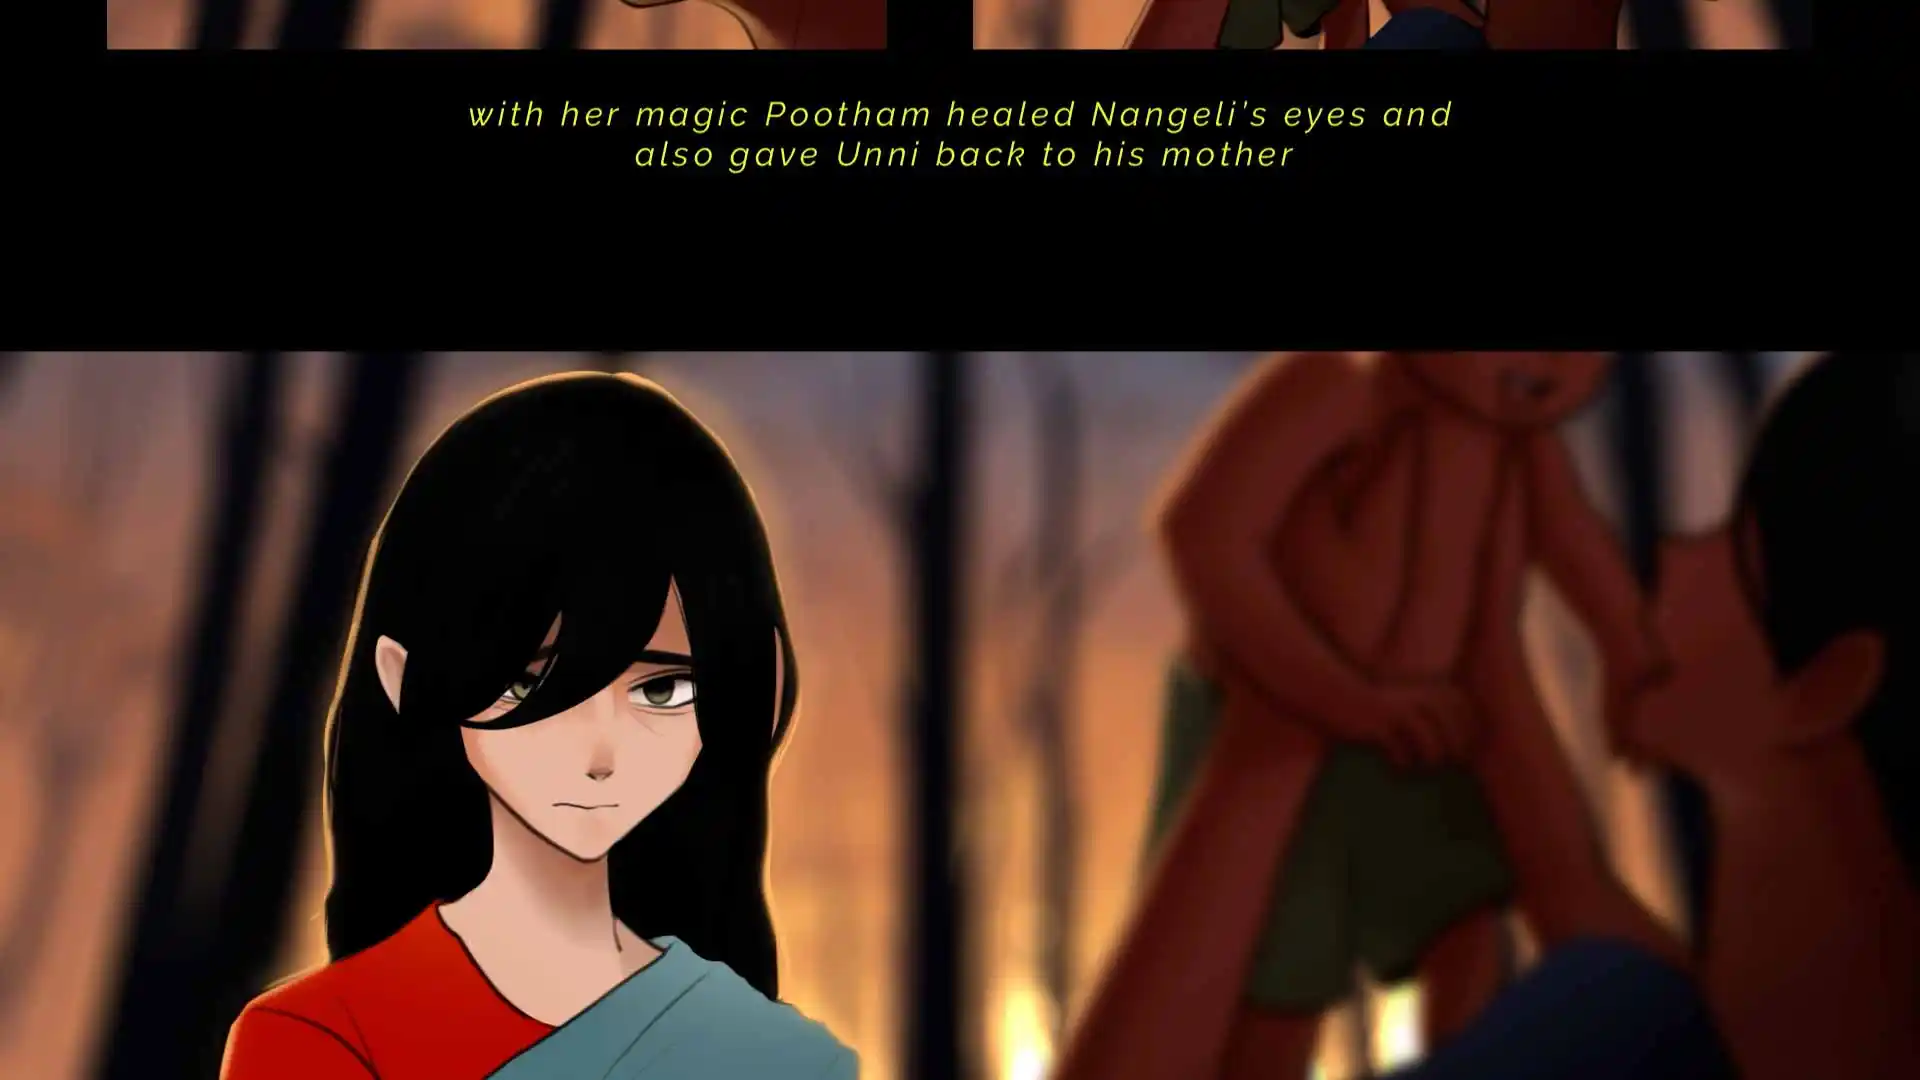 with her magic Pootham healed Nangeli's eyes and
also gave Unni back to his mother